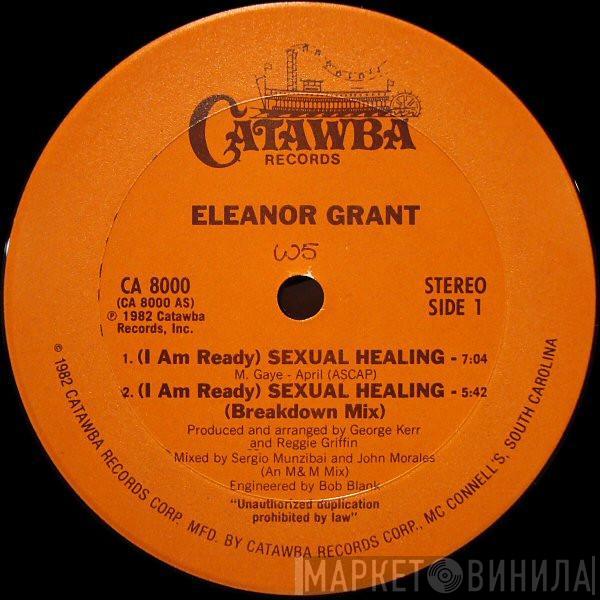 CATAWBA
RECORDS
ELEANOR GRANT
W5
CA 8000
(CA 8000 AS)
℗ 1982 Catawba
Records, Inc.
STEREO
SIDE 1
1. (I Am Ready) SEXUAL HEALING - 7:04
M. Gaye - April (ASCAP)
2. (I Am Ready) SEXUAL HEALING - 5:42
(Breakdown Mix)
Produced and arranged by George Kerr
and Reggie Griffin
Mixed by Sergio Munzibai and John Morales
(An M&M Mix)
Engineered by Bob Blank
"Unauthorized duplication
prohibited by law"
© 1982 CATAWBA RECORDS CORP. MFD. BY CATAWBA RECORDS CORP., MC CONNELL'S, SOUTH CAROLINA
МАРКЕТ ВИНИЛА